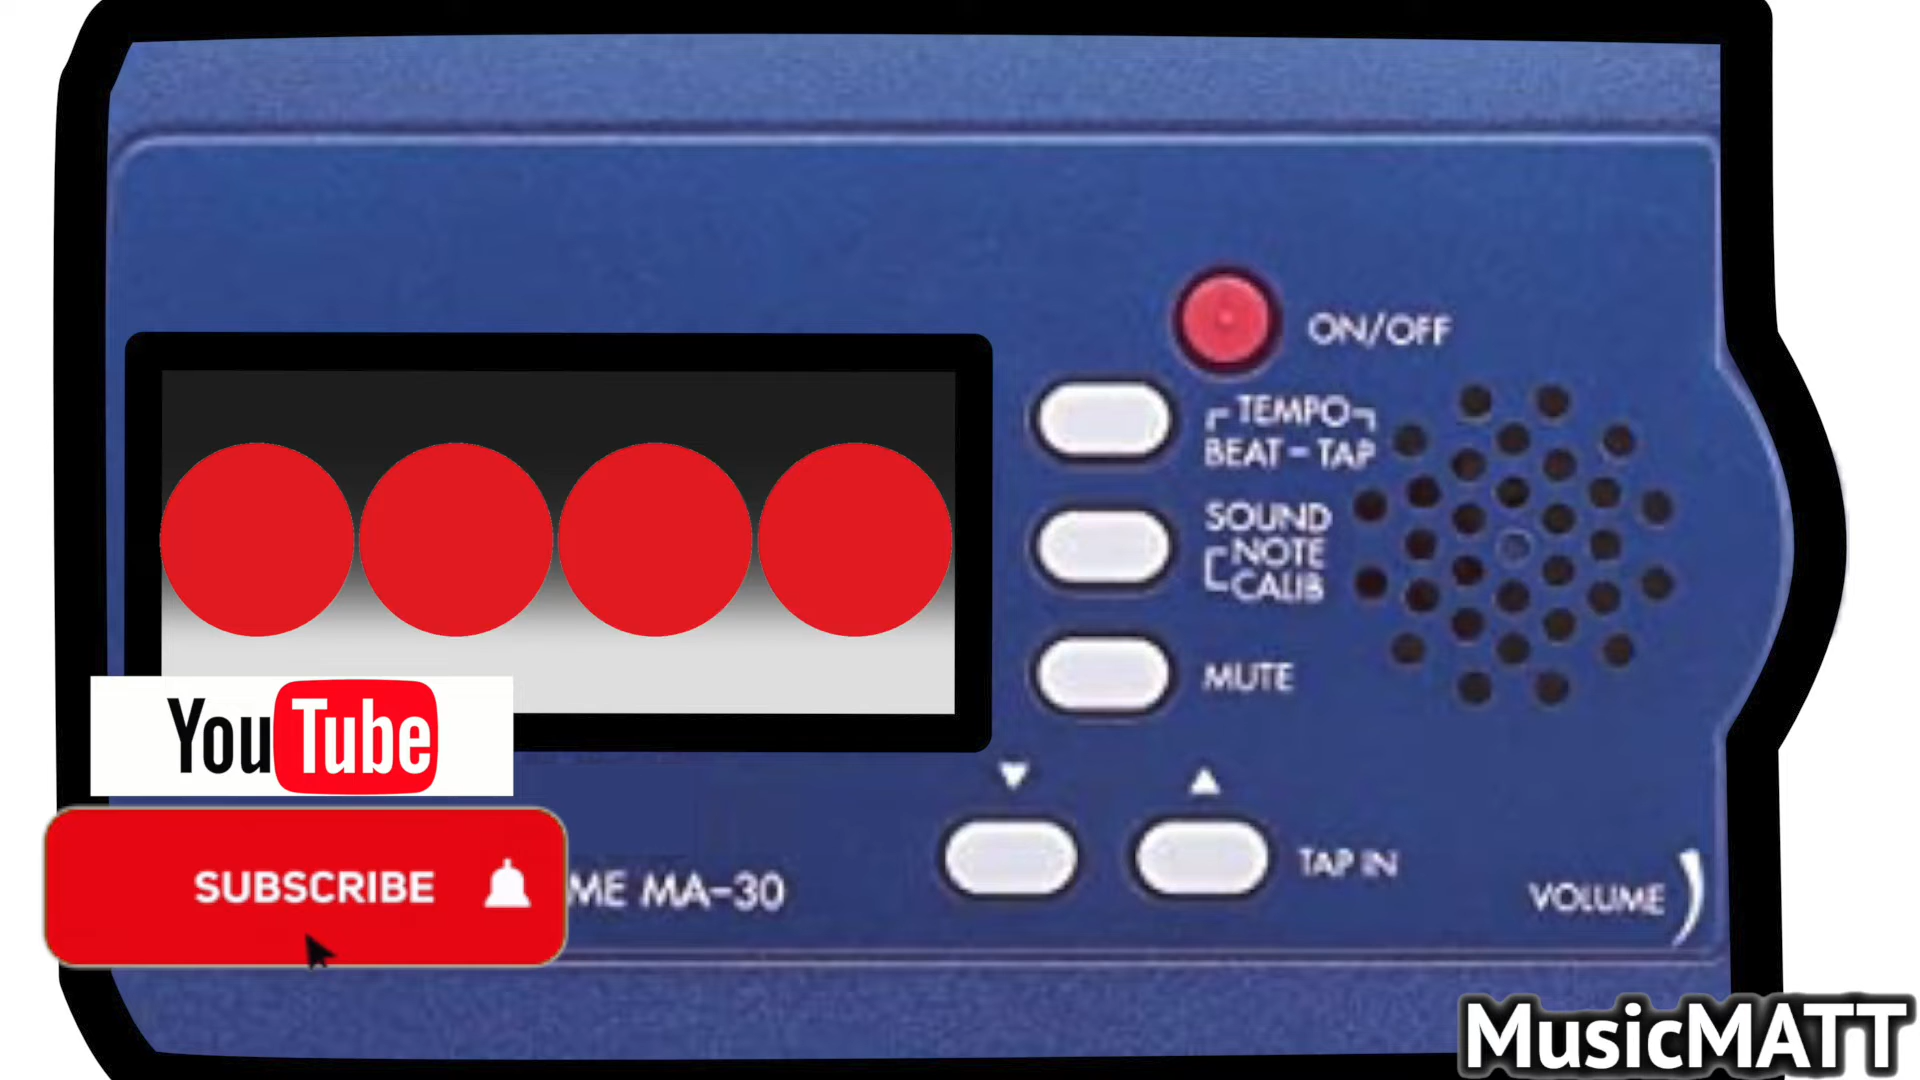 ON/OFF
TEMPO
BEAT-TAP
SOUND
NOTE
CALIB
MUTE
YouTube
SUBSCRIBE
ME MA-30
TAP IN
VOLUME
MusicMATT